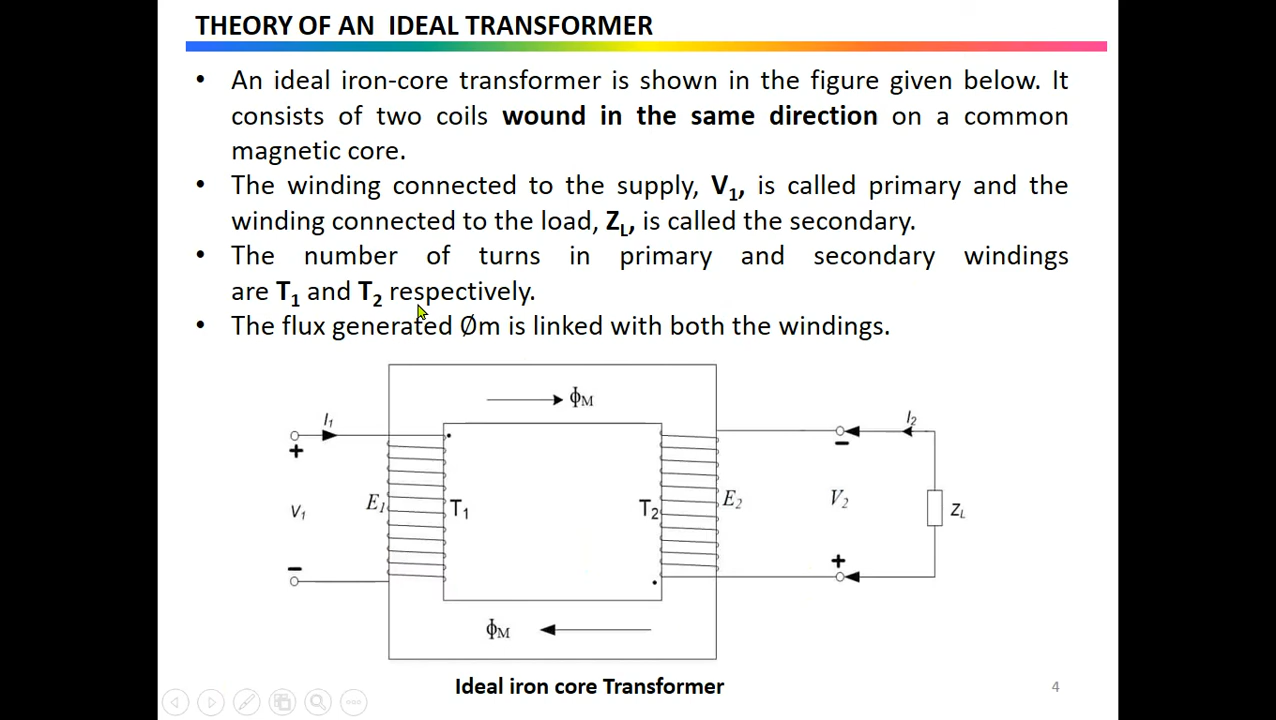 THEORY OF AN IDEAL TRANSFORMER
• An ideal iron-core transformer is shown in the figure given below. It
consists of two coils wound in the same direction on a common
magnetic core.
• The winding connected to the supply, V1, is called primary and the
winding connected to the load, ZL, is called the secondary.
• The number of turns in primary and secondary windings
are T1 and T2 respectively.
• The flux generated Øm is linked with both the windings.
ϕM
I1
I2
+
−
E1
T1
T2
E2
V1
V2
ZL
−
+
ϕM
Ideal iron core Transformer
4